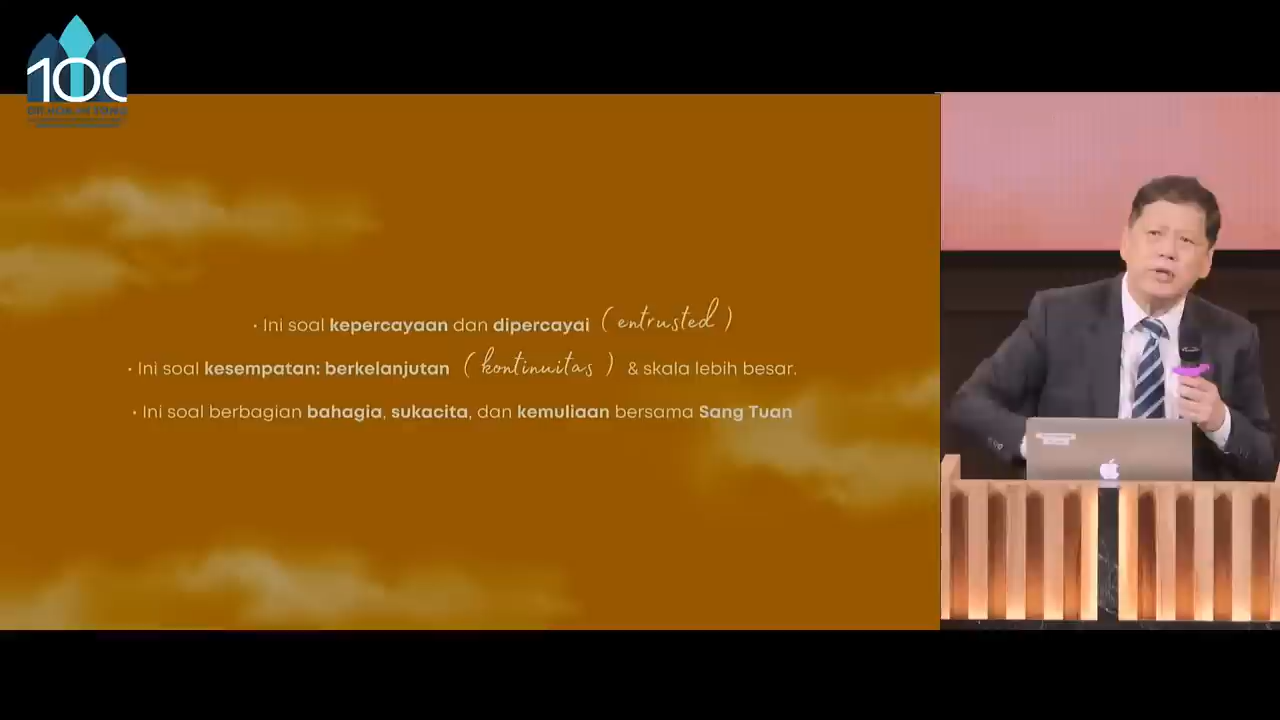 100
• Ini soal kepercayaan dan dipercayai (entrusted)
• Ini soal kesempatan: berkelanjutan (kontinuitas) & skala lebih besar.
• Ini soal berbagian bahagia, sukacita, dan kemuliaan bersama Sang Tuan